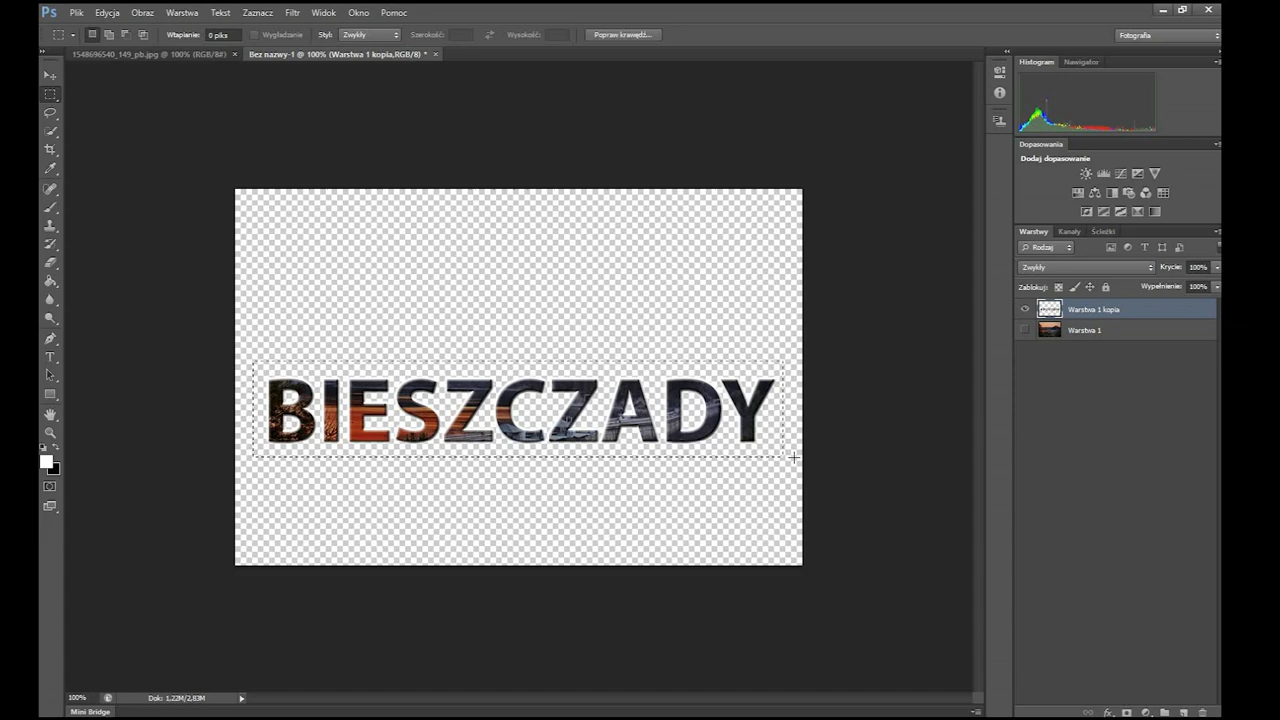 Ps Plik Edycja Obraz Warstwa Tekst Zaznacz Filtr Widok Okno Pomoc
Wtapianie: 0 piks Wygładzanie Styl: Zwykły Szerokość: Wysokość: Popraw krawędź... Fotografia
1548696540_149_pb.jpg @ 100% (RGB/8#) × Bez nazwy-1 @ 100% (Warstwa 1 kopia,RGB/8) * ×
Histogram Nawigator
Dopasowania
Dodaj dopasowanie
Warstwy Kanały Ścieżki
Rodzaj
Zwykły Krycie: 100%
Zablokuj: Wypełnienie: 100%
Warstwa 1 kopia
Warstwa 1
BIESZCZADY
100% Dok: 1,22M/2,83M
Mini Bridge